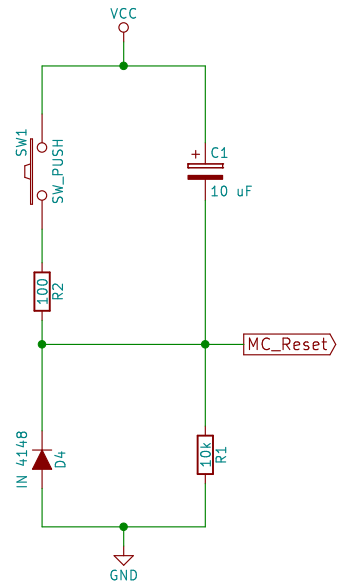 VCC
SW1
SW_PUSH
C1
+
10 uF
100
R2
MC_Reset
IN 4148
D4
10k
R1
GND